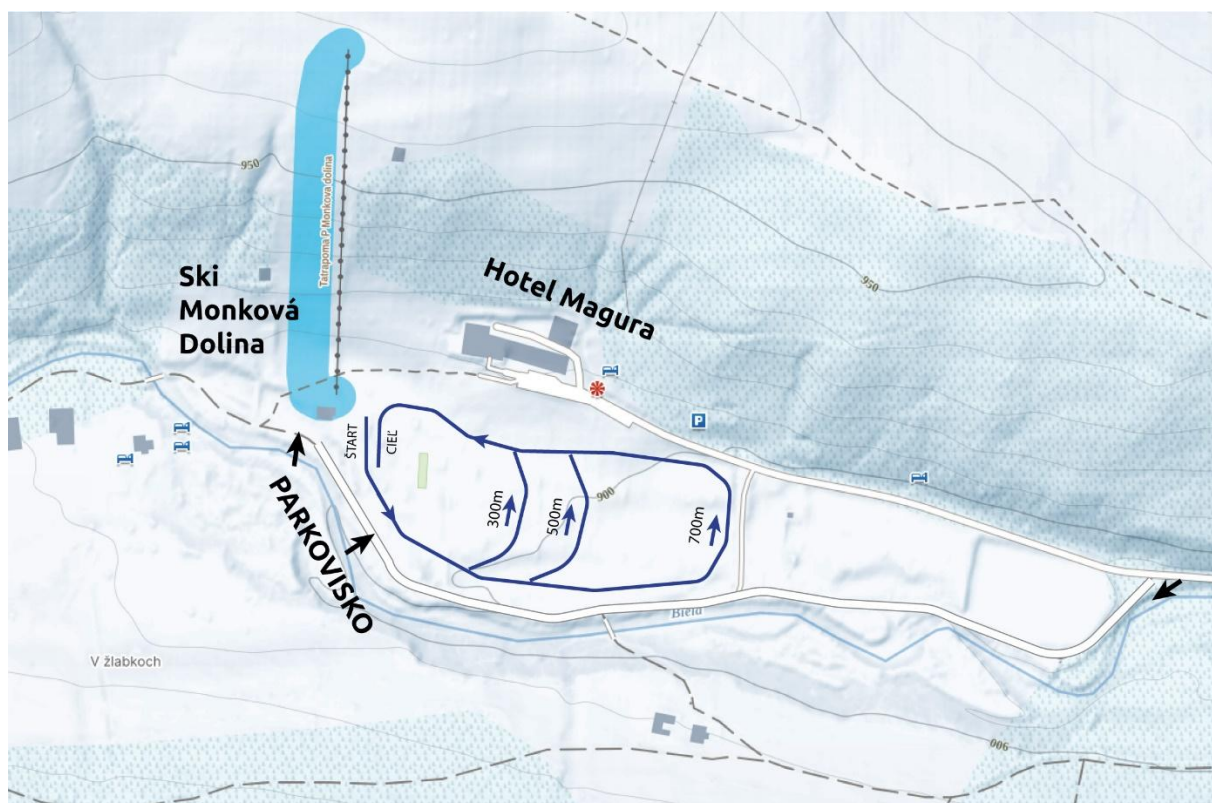 950
Tatrapoma P Monkova dolina
Ski
Monková
Dolina
Hotel Magura
950
P
ŠTART
CIEĽ
300m
500m
900
700m
PARKOVISKO
Biela
V žlabkoch
900